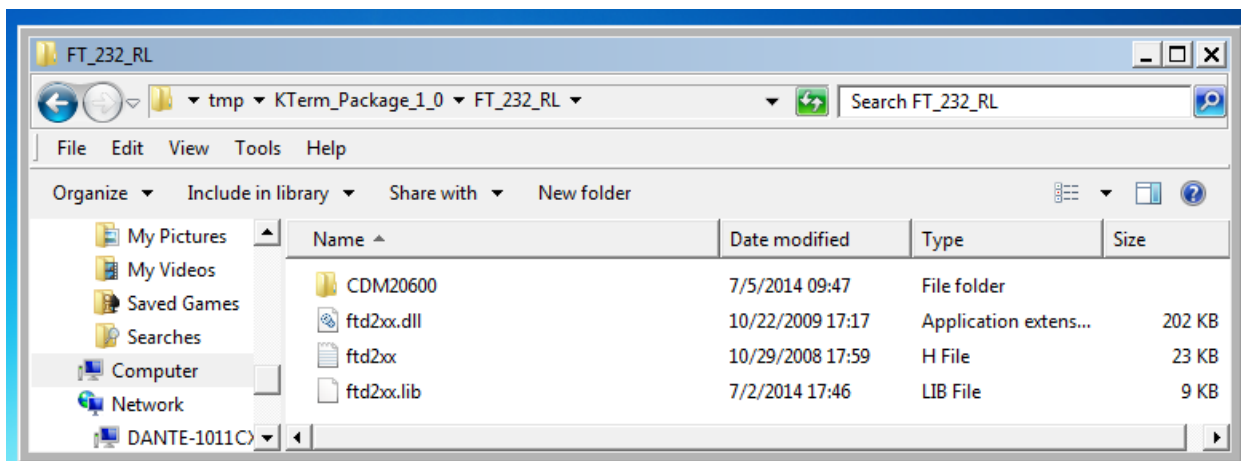 FT_232_RL
tmp KTerm_Package_1_0 FT_232_RL Search FT_232_RL
File Edit View Tools Help
Organize Include in library Share with New folder
My Pictures
My Videos
Saved Games
Searches
Computer
Network
DANTE-1011C
Name Date modified Type Size
CDM20600 7/5/2014 09:47 File folder
ftd2xx.dll 10/22/2009 17:17 Application extens... 202 KB
ftd2xx 10/29/2008 17:59 H File 23 KB
ftd2xx.lib 7/2/2014 17:46 LIB File 9 KB